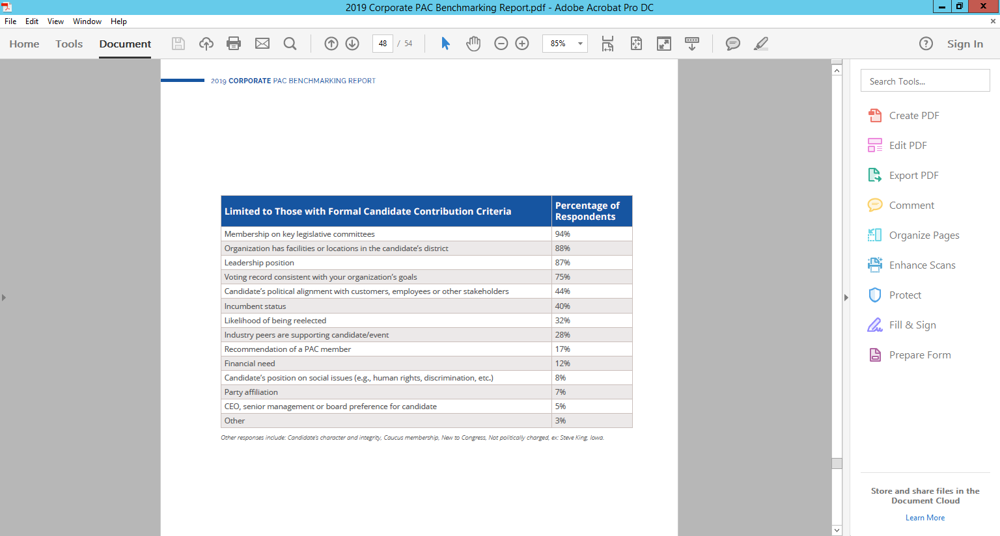 2019 Corporate PAC Benchmarking Report.pdf - Adobe Acrobat Pro DC
File Edit View Window Help
Home Tools Document 48 / 54 85% Sign In
2019 CORPORATE PAC BENCHMARKING REPORT
Limited to Those with Formal Candidate Contribution Criteria Percentage of
Respondents
Membership on key legislative committees 94%
Organization has facilities or locations in the candidate's district 88%
Leadership position 87%
Voting record consistent with your organization's goals 75%
Candidate's political alignment with customers, employees or other stakeholders 44%
Incumbent status 40%
Likelihood of being reelected 32%
Industry peers are supporting candidate/event 28%
Recommendation of a PAC member 17%
Financial need 12%
Candidate's position on social issues (e.g., human rights, discrimination, etc.) 8%
Party affiliation 7%
CEO, senior management or board preference for candidate 5%
Other 3%
Other responses include: Candidate's character and integrity, Caucus membership, New to Congress, Not politically charged, ex: Steve King, Iowa.
Search Tools...
Create PDF
Edit PDF
Export PDF
Comment
Organize Pages
Enhance Scans
Protect
Fill & Sign
Prepare Form
Store and share files in the
Document Cloud
Learn More